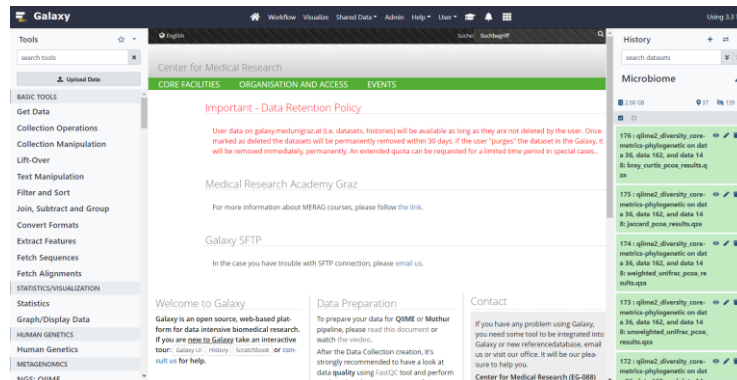 Galaxy
Workflow Visualize Shared Data Admin Help User
Using 3.3
Tools
search tools
Upload Data
BASIC TOOLS
Get Data
Collection Operations
Collection Manipulation
Lift-Over
Text Manipulation
Filter and Sort
Join, Subtract and Group
Convert Formats
Extract Features
Fetch Sequences
Fetch Alignments
STATISTICS/VISUALIZATION
Statistics
Graph/Display Data
HUMAN GENETICS
Human Genetics
METAGENOMICS
NGS: QIIME
English
Suche: Suchbegriff
Center for Medical Research
CORE FACILITIES ORGANISATION AND ACCESS EVENTS
Important - Data Retention Policy
User data on galaxy.medunigraz.at (i.e. datasets, histories) will be available as long as they are not deleted by the user. Once
marked as deleted the datasets will be permanently removed within 30 days. If the user "purges" the dataset in the Galaxy, it
will be removed immediately, permanently. An extended quota can be requested for a limited time period in special cases..
Medical Research Academy Graz
For more information about MERAG courses, please follow the link.
Galaxy SFTP
In the case you have trouble with SFTP connection, please email us.
Welcome to Galaxy
Galaxy is an open source, web-based plat-
form for data intensive biomedical research.
If you are new to Galaxy take an interactive
tour: Galaxy UI History Scratchbook or con-
sult us for help.
Data Preparation
To prepare your data for QIIME or Mothur
pipeline, please read this document or
watch the viedeo.
After the Data Collection creation, it's
strongly recommended to have a look at
data quality using FastQC tool and perform
Contact
If you have any problem using Galaxy,
you need some tool to be integrated into
Galaxy or new referencedatabase, email
us or visit our office. It will be our plea-
sure to help you.
Center for Medical Research (EG-088)
History
search datasets
Microbiome
2.58 GB 37 139
176 : qiime2_diversity_core-
metrics-phylogenetic on dat
a 36, data 162, and data 14
8: bray_curtis_pcoa_results.q
za
175 : qiime2_diversity_core-
metrics-phylogenetic on dat
a 36, data 162, and data 14
8: jaccard_pcoa_results.qza
174 : qiime2_diversity_core-
metrics-phylogenetic on dat
a 36, data 162, and data 14
8: weighted_unifrac_pcoa_re
sults.qza
173 : qiime2_diversity_core-
metrics-phylogenetic on dat
a 36, data 162, and data 14
8: unweighted_unifrac_pcoa_
results.qza
172 : qiime2_diversity_core-
metrics-phylogenetic on dat